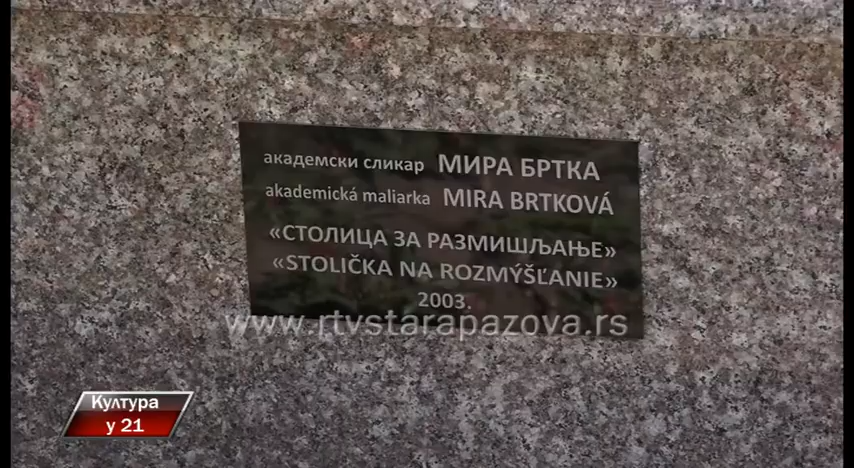 академски сликар МИРА БРТКА
akademická maliarka MIRA BRTKOVÁ
«СТОЛИЦА ЗА РАЗМИШЉАЊЕ»
«STOLIČKA NA ROZMÝŠĽANIE»
2003.
www.rtvstarapazova.rs
Култура
у 21